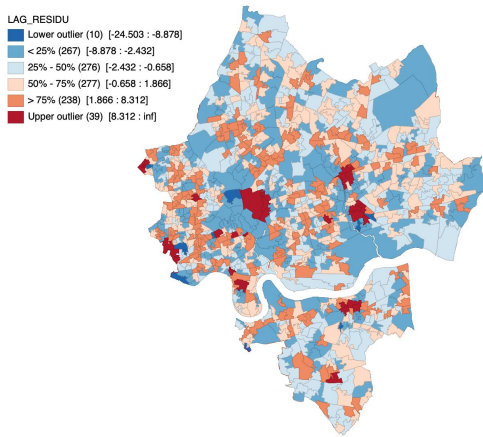 LAG_RESIDU
Lower outlier (10) [-24.503 : -8.878]
< 25% (267) [-8.878 : -2.432]
25% - 50% (276) [-2.432 : -0.658]
50% - 75% (277) [-0.658 : 1.866]
> 75% (238) [1.866 : 8.312]
Upper outlier (39) [8.312 : inf]